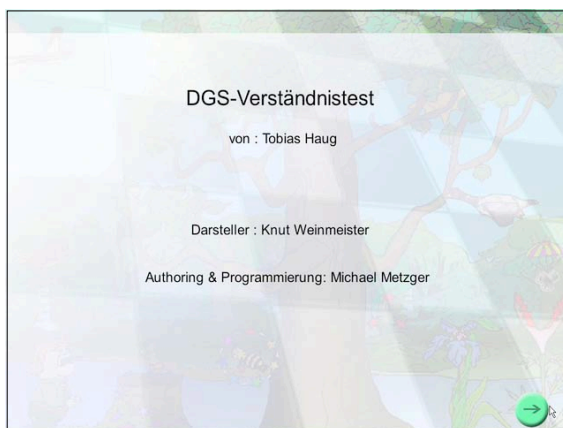 DGS-Verständnistest
von : Tobias Haug
Darsteller : Knut Weinmeister
Authoring & Programmierung: Michael Metzger